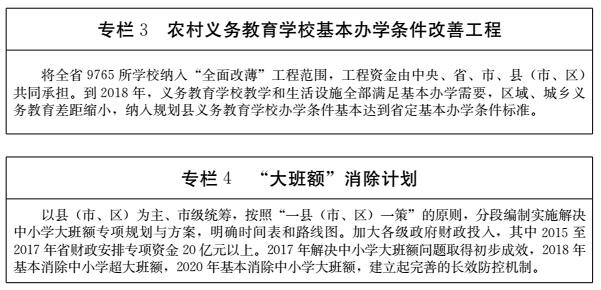 专栏 3　农村义务教育学校基本办学条件改善工程
将全省 9765 所学校纳入“全面改薄”工程范围，工程资金由中央、省、市、县（市、区）
共同承担。到 2018 年，义务教育学校教学和生活设施全部满足基本办学需要，区域、城乡义
务教育差距缩小，纳入规划县义务教育学校办学条件基本达到省定基本办学条件标准。
专栏 4　“大班额”消除计划
以县（市、区）为主、市级统筹，按照“一县（市、区）一策”的原则，分段编制实施解决
中小学大班额专项规划与方案，明确时间表和路线图。加大各级政府财政投入，其中 2015 至
2017 年省财政安排专项资金 20 亿元以上。2017 年解决中小学大班额问题取得初步成效，2018 年
基本消除中小学超大班额，2020 年基本消除中小学大班额，建立起完善的长效防控机制。